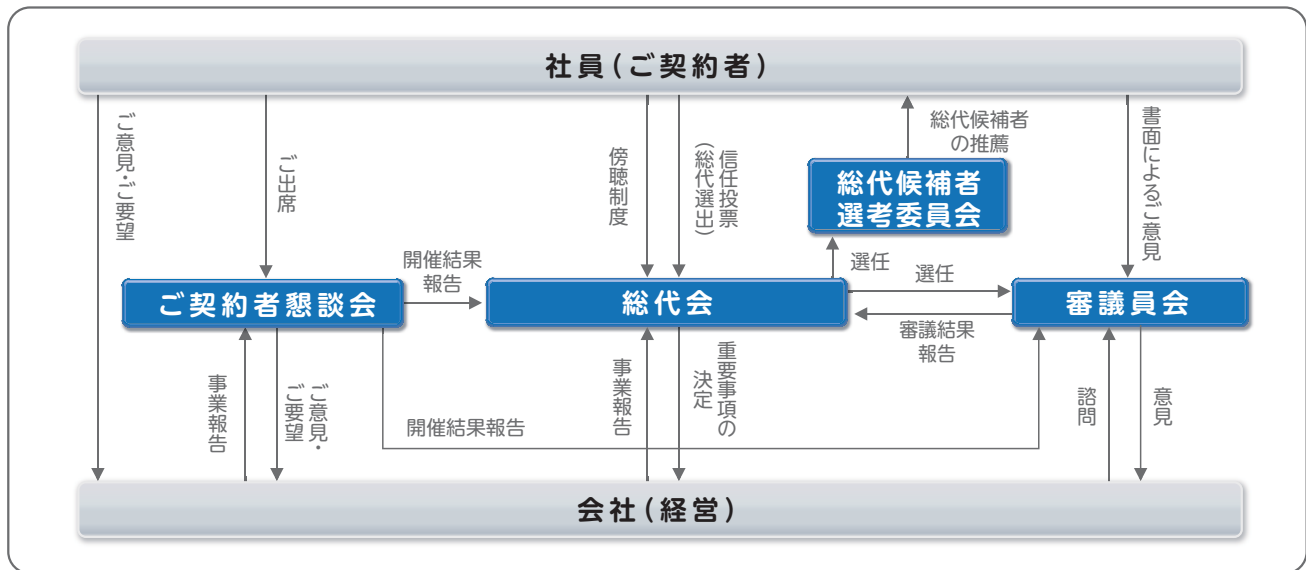 社員（ご契約者）
ご意見・ご要望
ご出席
傍聴制度
信任投票
（総代選出）
総代候補者
の推薦
書面によるご意見
総代候補者
選考委員会
開催結果
報告
選任
選任
ご契約者懇談会
総代会
審議員会
審議結果
報告
事業報告
ご意見・
ご要望
開催結果報告
事業報告
重要事項の
決定
諮問
意見
会社（経営）